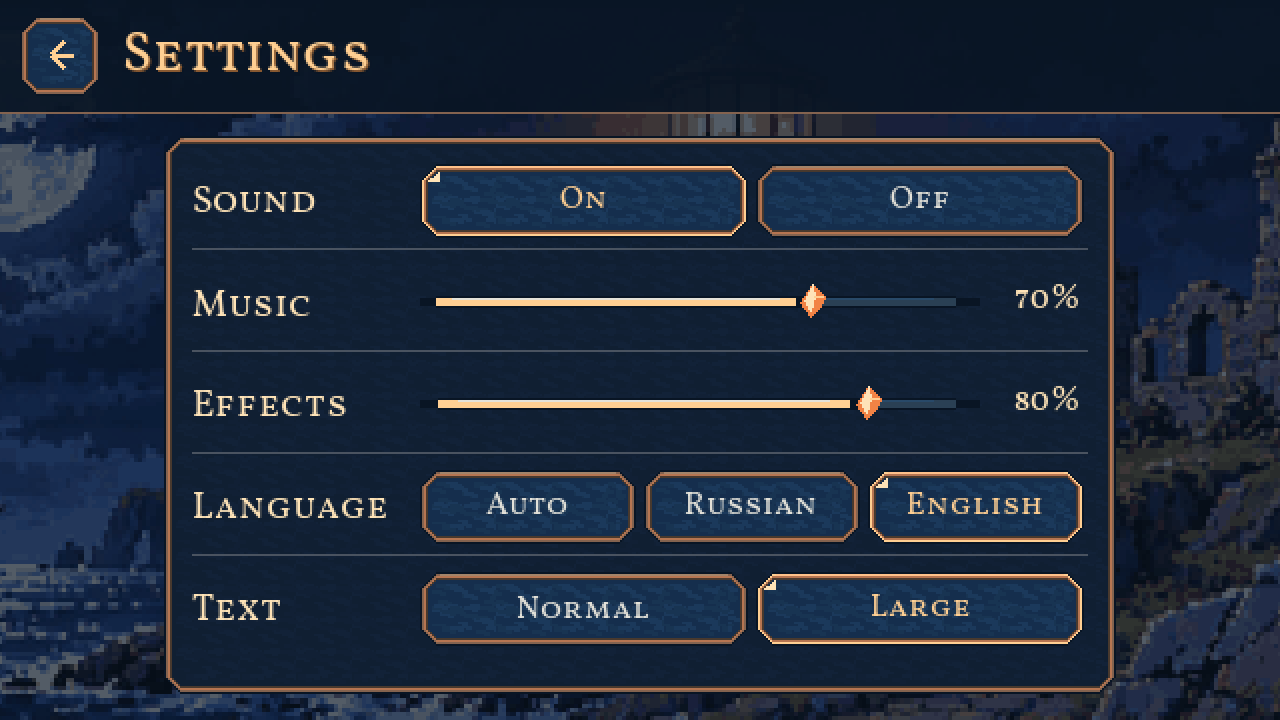 Settings
Sound On Off
Music 70%
Effects 80%
Language Auto Russian English
Text Normal Large